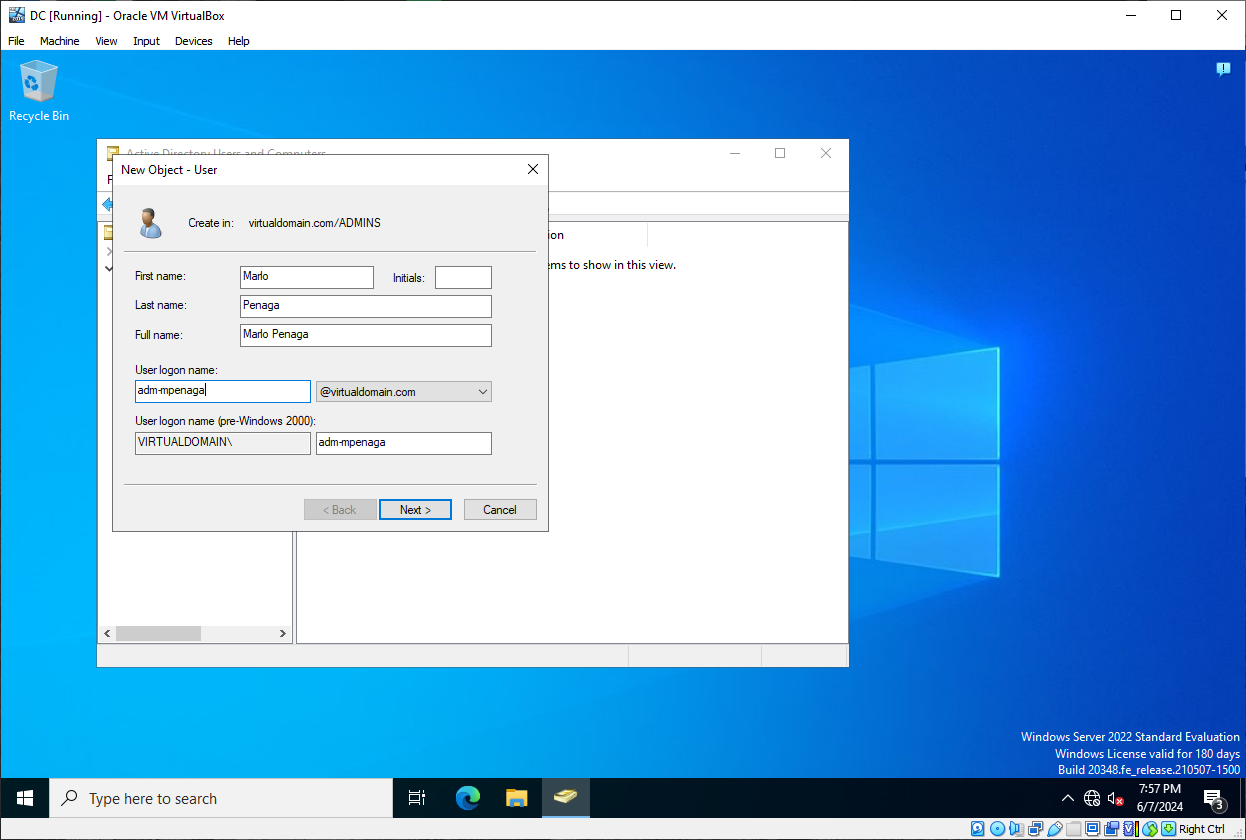 DC [Running] - Oracle VM VirtualBox
File Machine View Input Devices Help
Recycle Bin
Active Directory Users and Computers
F
New Object - User
Create in: virtualdomain.com/ADMINS
ion
First name: Marlo Initials:
ems to show in this view.
Last name: Penaga
Full name: Marlo Penaga
User logon name:
adm-mpenaga @virtualdomain.com
User logon name (pre-Windows 2000):
VIRTUALDOMAIN\ adm-mpenaga
< Back Next > Cancel
Windows Server 2022 Standard Evaluation
Windows License valid for 180 days
Build 20348.fe_release.210507-1500
Type here to search
7:57 PM
6/7/2024
3
Right Ctrl